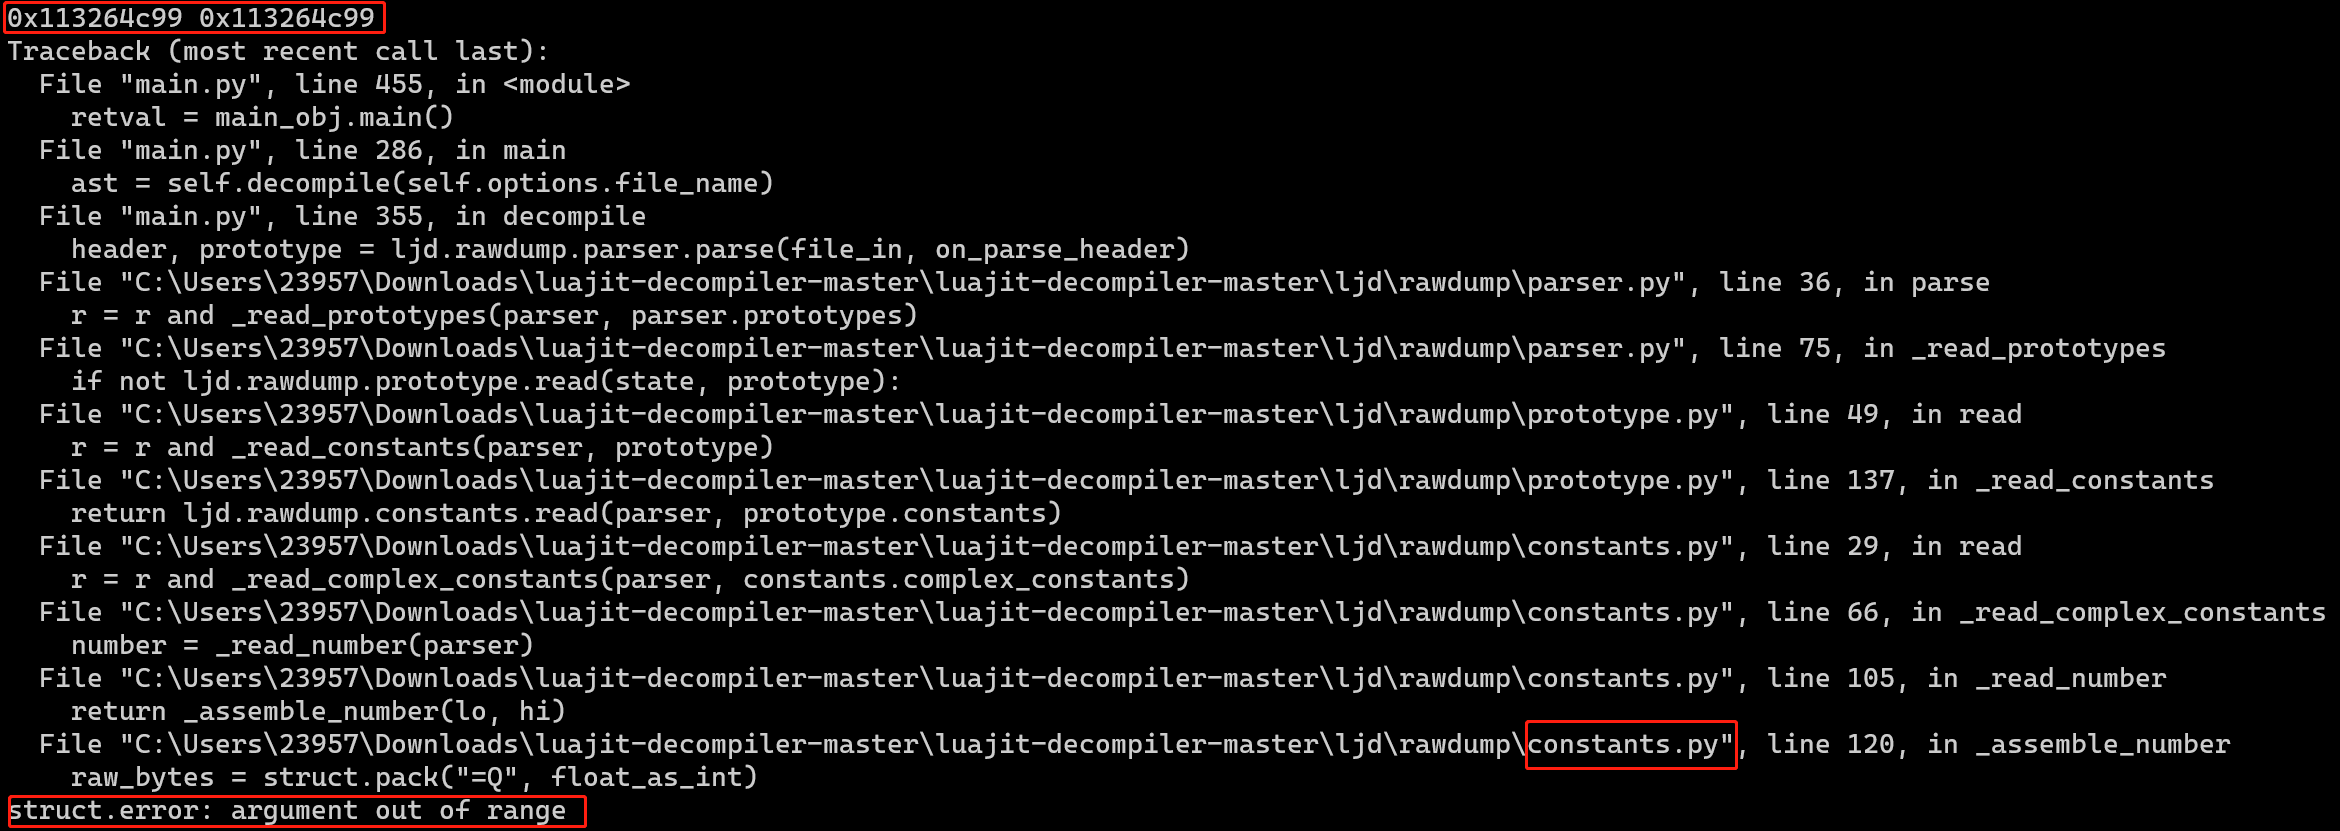 0x113264c99 0x113264c99
Traceback (most recent call last):
  File "main.py", line 455, in <module>
    retval = main_obj.main()
  File "main.py", line 286, in main
    ast = self.decompile(self.options.file_name)
  File "main.py", line 355, in decompile
    header, prototype = ljd.rawdump.parser.parse(file_in, on_parse_header)
  File "C:\Users\23957\Downloads\luajit-decompiler-master\luajit-decompiler-master\ljd\rawdump\parser.py", line 36, in parse
    r = r and _read_prototypes(parser, parser.prototypes)
  File "C:\Users\23957\Downloads\luajit-decompiler-master\luajit-decompiler-master\ljd\rawdump\parser.py", line 75, in _read_prototypes
    if not ljd.rawdump.prototype.read(state, prototype):
  File "C:\Users\23957\Downloads\luajit-decompiler-master\luajit-decompiler-master\ljd\rawdump\prototype.py", line 49, in read
    r = r and _read_constants(parser, prototype)
  File "C:\Users\23957\Downloads\luajit-decompiler-master\luajit-decompiler-master\ljd\rawdump\prototype.py", line 137, in _read_constants
    return ljd.rawdump.constants.read(parser, prototype.constants)
  File "C:\Users\23957\Downloads\luajit-decompiler-master\luajit-decompiler-master\ljd\rawdump\constants.py", line 29, in read
    r = r and _read_complex_constants(parser, constants.complex_constants)
  File "C:\Users\23957\Downloads\luajit-decompiler-master\luajit-decompiler-master\ljd\rawdump\constants.py", line 66, in _read_complex_constants
    number = _read_number(parser)
  File "C:\Users\23957\Downloads\luajit-decompiler-master\luajit-decompiler-master\ljd\rawdump\constants.py", line 105, in _read_number
    return _assemble_number(lo, hi)
  File "C:\Users\23957\Downloads\luajit-decompiler-master\luajit-decompiler-master\ljd\rawdump\constants.py", line 120, in _assemble_number
    raw_bytes = struct.pack("=Q", float_as_int)
struct.error: argument out of range